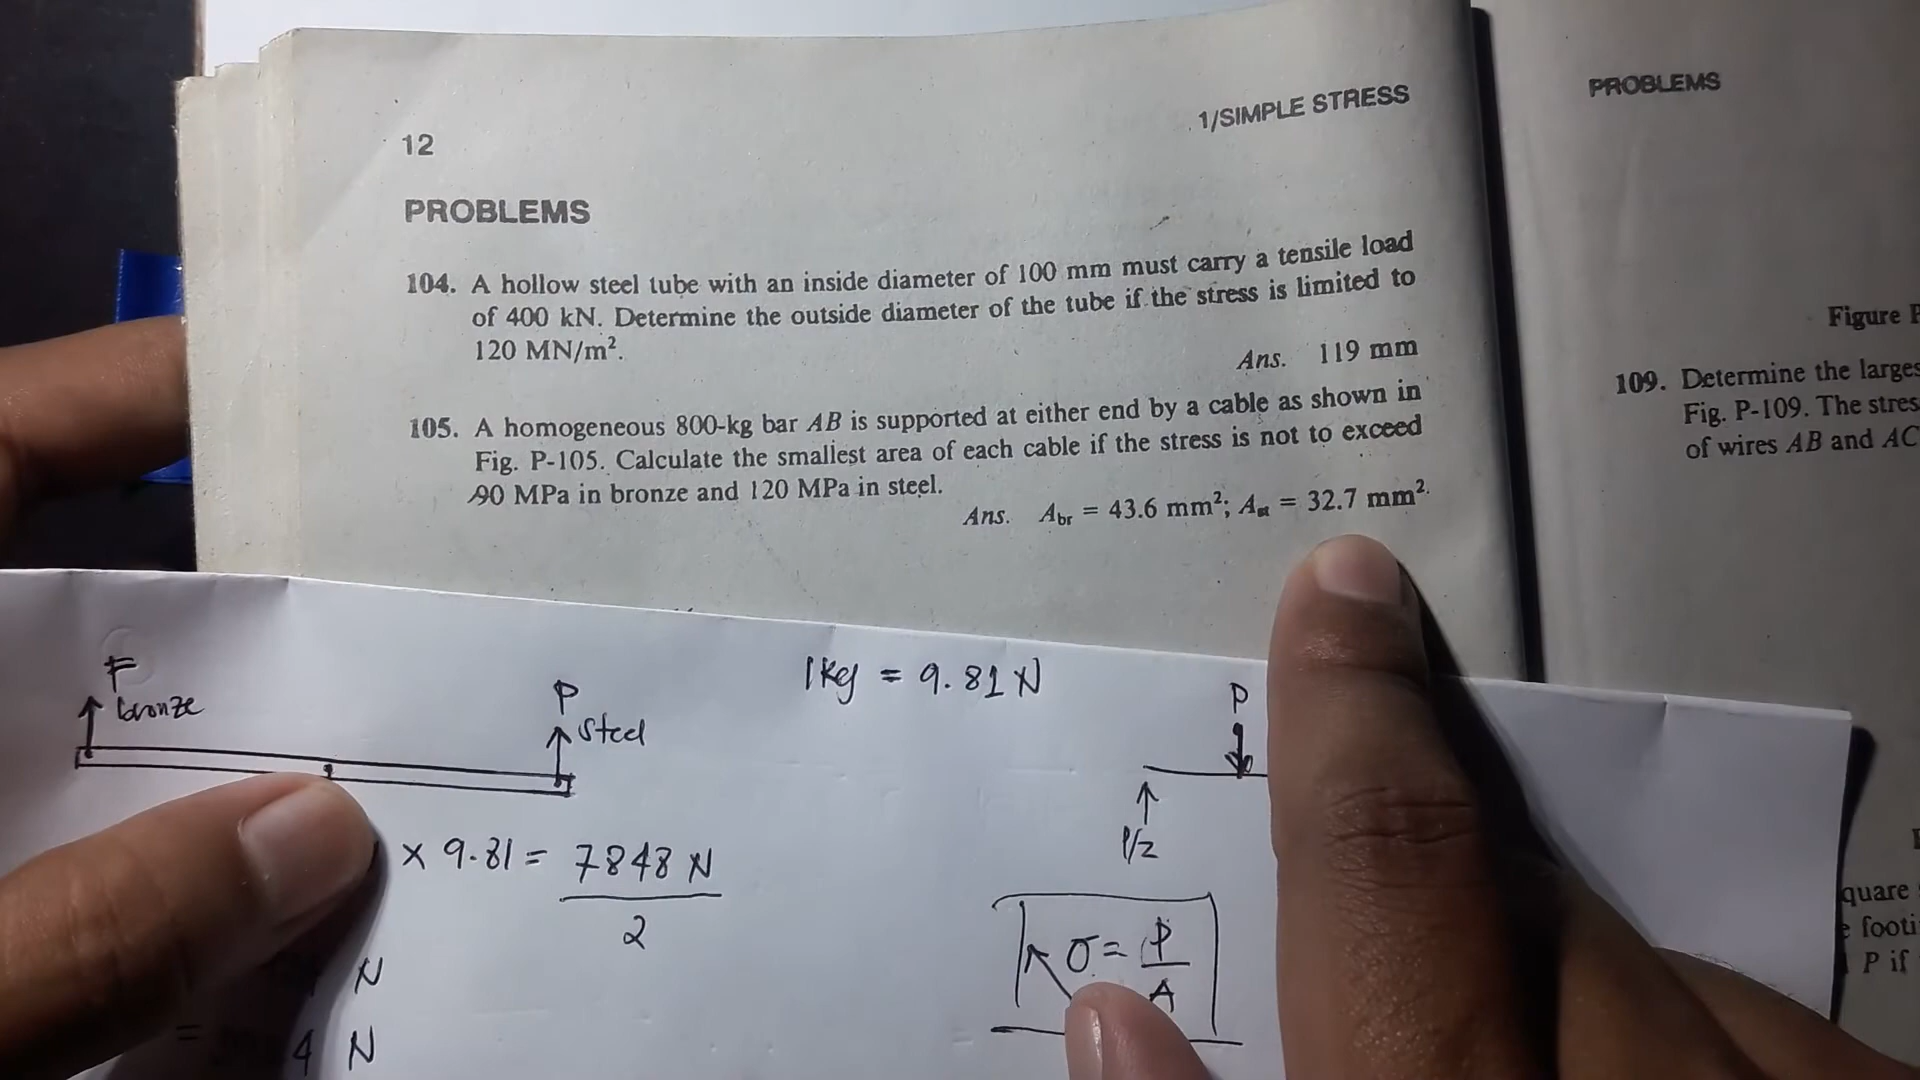 12
1/SIMPLE STRESS
PROBLEMS
104. A hollow steel tube with an inside diameter of 100 mm must carry a tensile load
of 400 kN. Determine the outside diameter of the tube if the stress is limited to
120 MN/m².
Ans. 119 mm
105. A homogeneous 800-kg bar AB is supported at either end by a cable as shown in
Fig. P-105. Calculate the smallest area of each cable if the stress is not to exceed
90 MPa in bronze and 120 MPa in steel.
Ans. Abr = 43.6 mm²; Ast = 32.7 mm².
PROBLEMS
Figure
109. Determine the
Fig. P-109. The
of wires AB and AC
P if
F
bronze
P
steel
1kg = 9.81 N
P
P/2
× 9.81 = 7848 N
2
σ = P
A
N
= 4 N